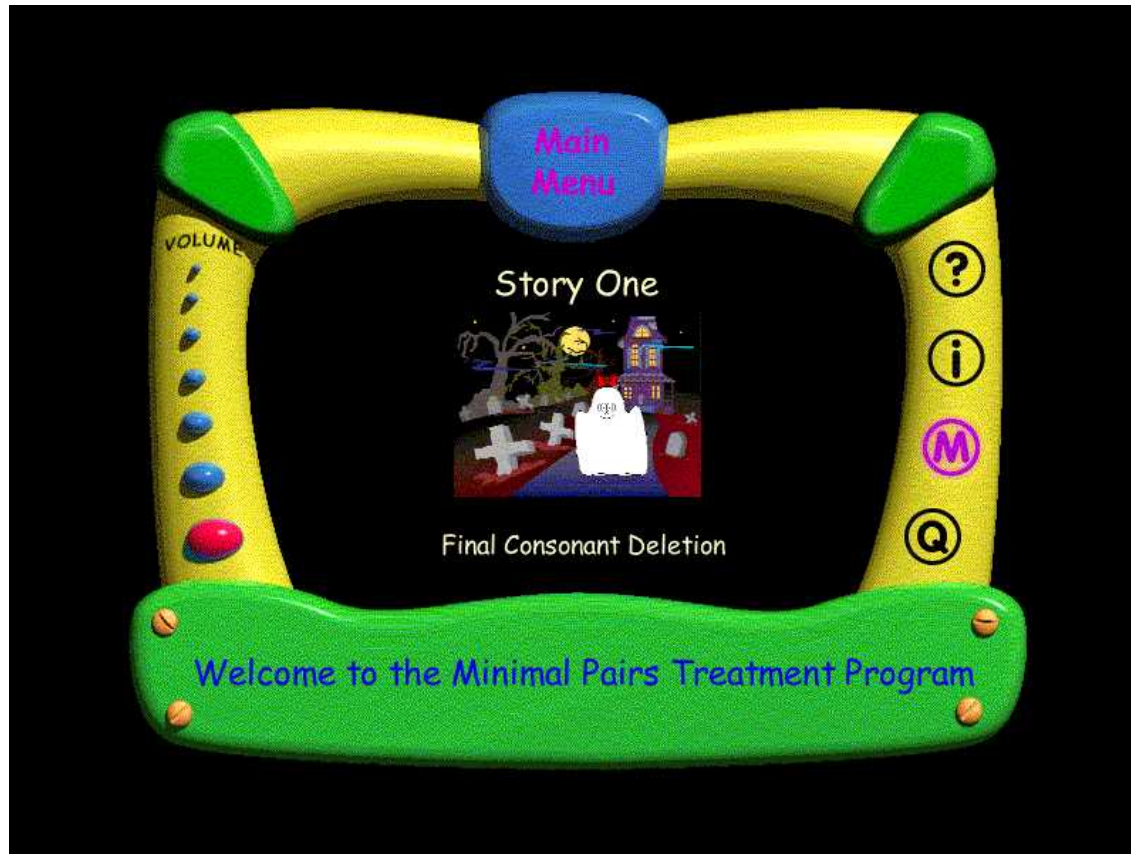 Main
Menu
VOLUME
Story One
?
i
M
Q
Final Consonant Deletion
Welcome to the Minimal Pairs Treatment Program